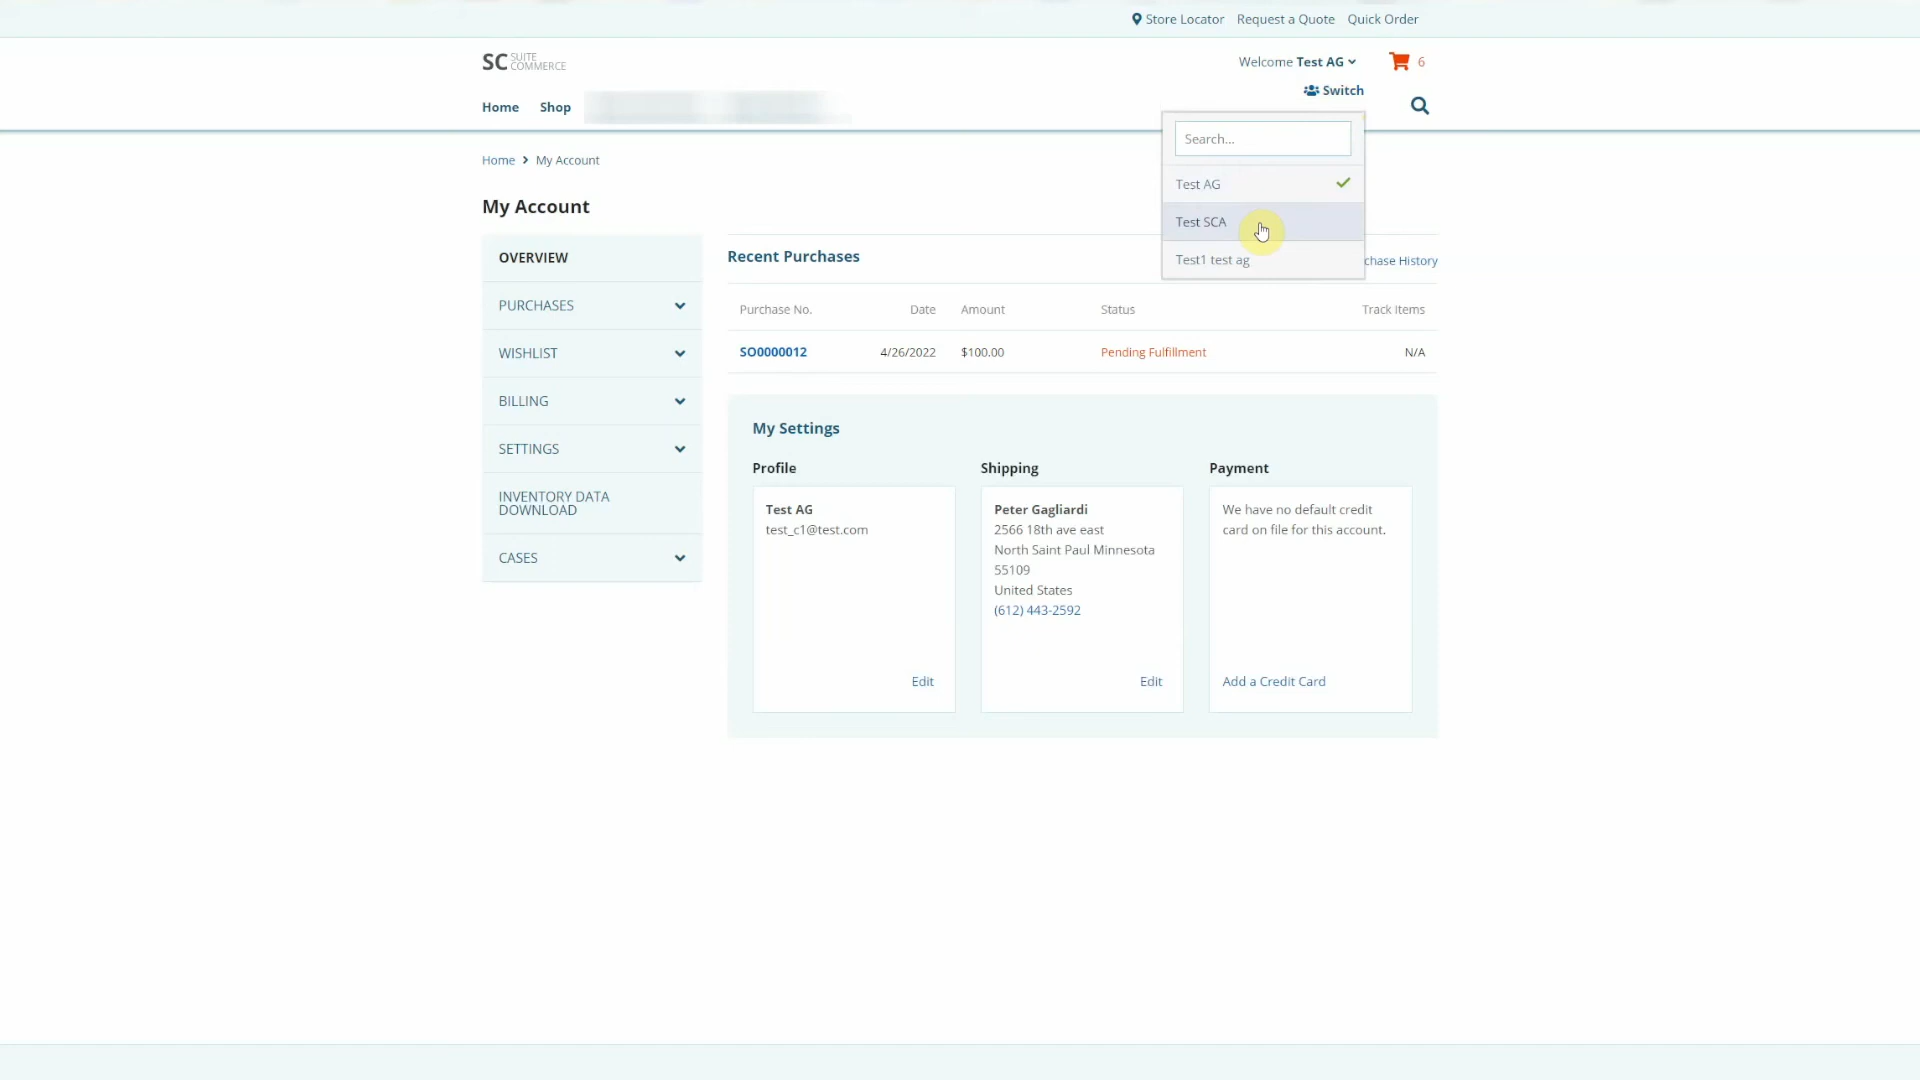 Store Locator Request a Quote Quick Order
SC SUITE COMMERCE
Welcome Test AG
6
Switch
Home Shop
Search...
Test AG
Test SCA
Test1 test ag
Home My Account
My Account
OVERVIEW
PURCHASES
WISHLIST
BILLING
SETTINGS
INVENTORY DATA
DOWNLOAD
CASES
Recent Purchases
chase History
Purchase No. Date Amount Status Track Items
SO0000012 4/26/2022 $100.00 Pending Fulfillment N/A
My Settings
Profile
Test AG
test_c1@test.com
Edit
Shipping
Peter Gagliardi
2566 18th ave east
North Saint Paul Minnesota
55109
United States
(612) 443-2592
Edit
Payment
We have no default credit
card on file for this account.
Add a Credit Card